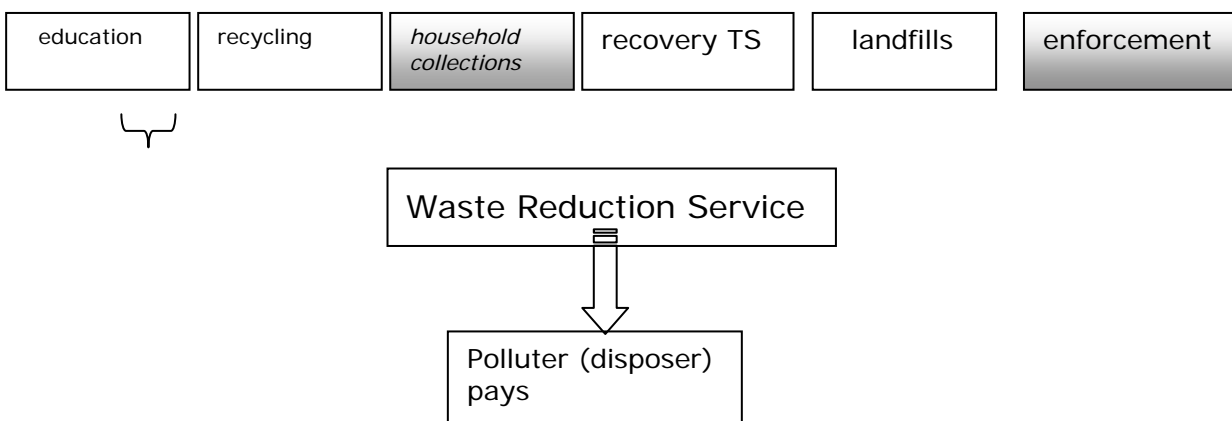 education
recycling
household
collections
recovery TS
landfills
enforcement
Waste Reduction Service
Polluter (disposer)
pays